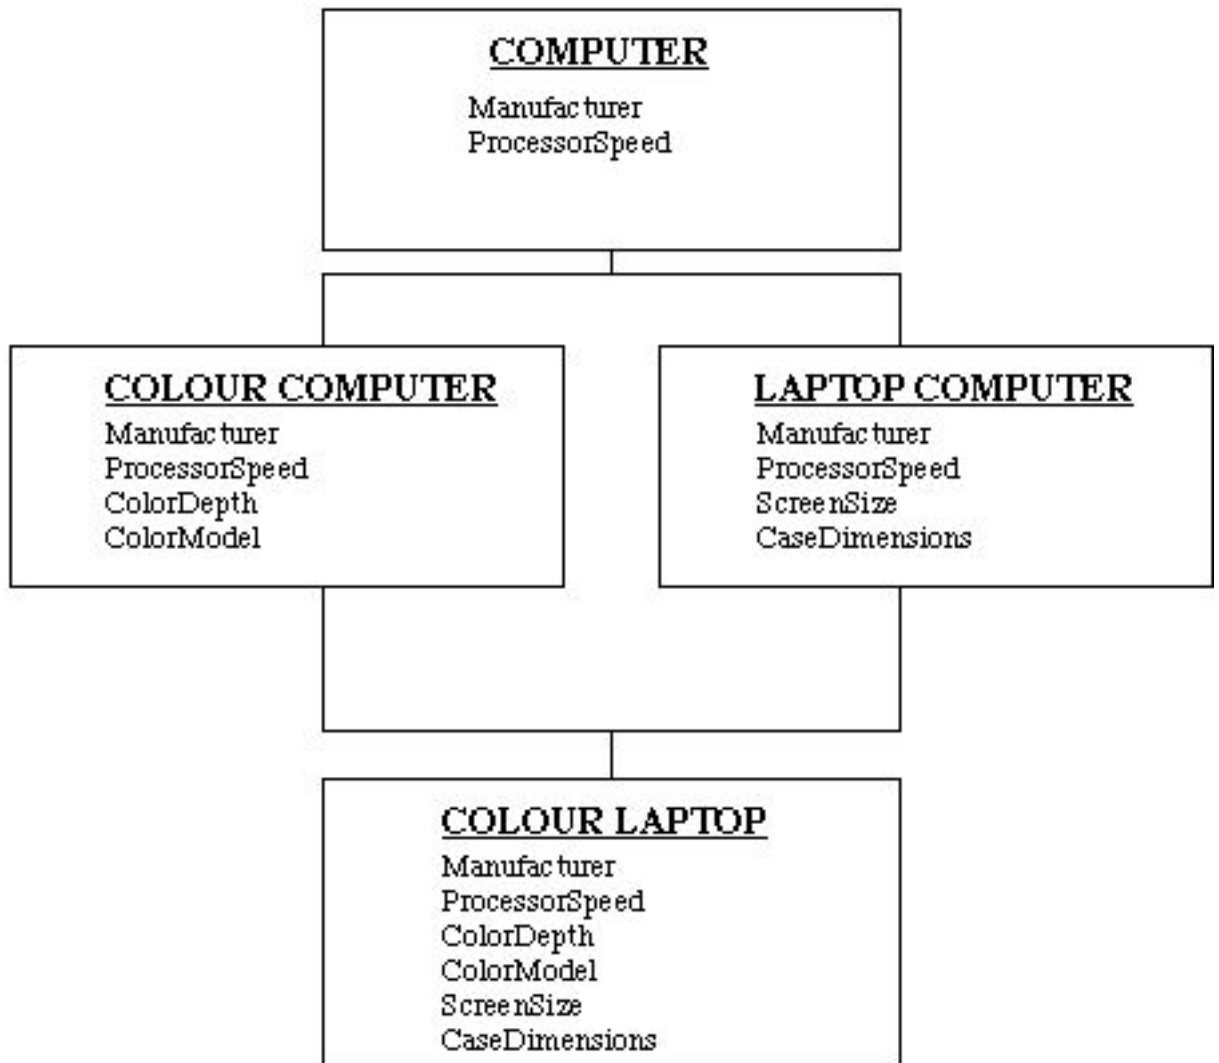 COMPUTER
Manufacturer
ProcessorSpeed
COLOUR COMPUTER
Manufacturer
ProcessorSpeed
ColorDepth
ColorModel
LAPTOP COMPUTER
Manufacturer
ProcessorSpeed
ScreenSize
CaseDimensions
COLOUR LAPTOP
Manufacturer
ProcessorSpeed
ColorDepth
ColorModel
ScreenSize
CaseDimensions